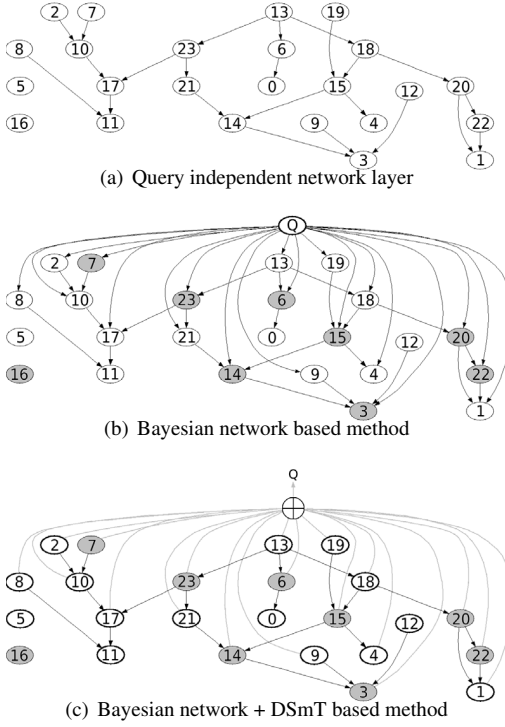 2 7 13 19
8 10 23 6 18
5 17 21 0 15 12 20
16 11 14 9 4 22
3 1
(a) Query independent network layer
Q
2 7 13 19
8 10 23 6 18
5 17 21 0 15 12 20
16 11 14 9 4 22
3 1
(b) Bayesian network based method
Q
2 7 13 19
8 10 23 6 18
5 17 21 0 15 12 20
16 11 14 9 4 22
3 1
(c) Bayesian network + DSmT based method